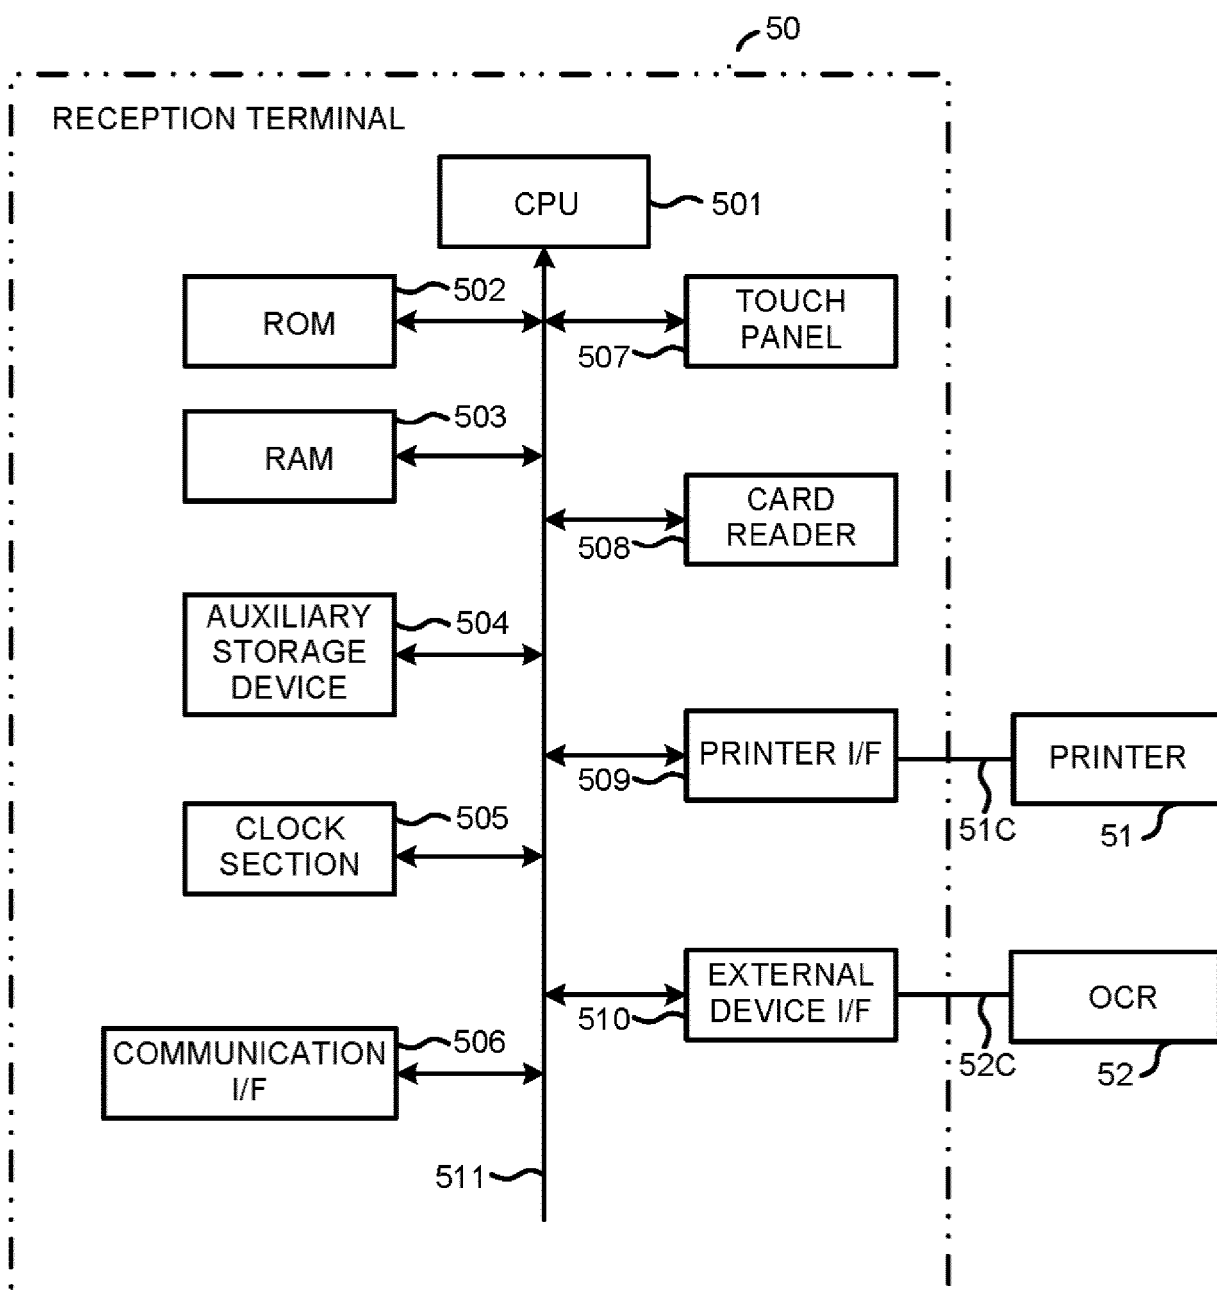 50
RECEPTION TERMINAL
CPU
501
ROM
502
TOUCH
PANEL
507
RAM
503
CARD
READER
508
AUXILIARY
STORAGE
DEVICE
504
PRINTER I/F
509
51C
PRINTER
51
CLOCK
SECTION
505
EXTERNAL
DEVICE I/F
510
52C
OCR
52
COMMUNICATION
I/F
506
511